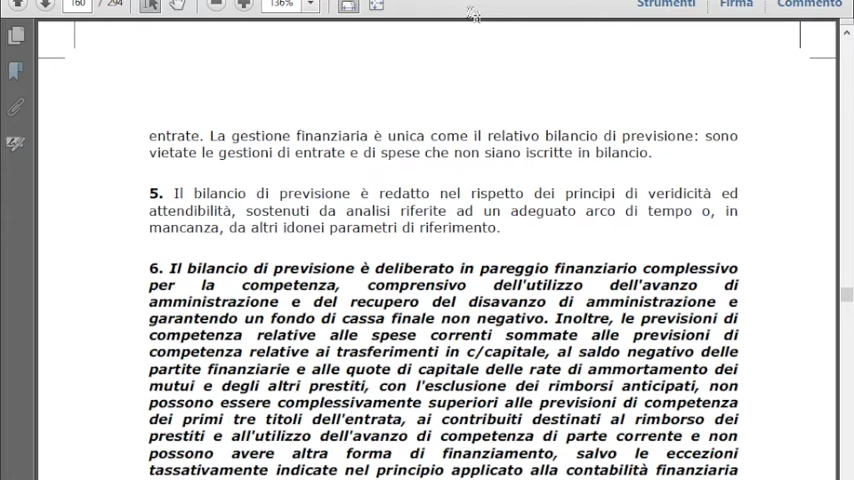 160 / 294 136%
Strumenti Firma Commento
entrate. La gestione finanziaria è unica come il relativo bilancio di previsione: sono
vietate le gestioni di entrate e di spese che non siano iscritte in bilancio.
5. Il bilancio di previsione è redatto nel rispetto dei principi di veridicità ed
attendibilità, sostenuti da analisi riferite ad un adeguato arco di tempo o, in
mancanza, da altri idonei parametri di riferimento.
6. Il bilancio di previsione è deliberato in pareggio finanziario complessivo
per la competenza, comprensivo dell'utilizzo dell'avanzo di
amministrazione e del recupero del disavanzo di amministrazione e
garantendo un fondo di cassa finale non negativo. Inoltre, le previsioni di
competenza relative alle spese correnti sommate alle previsioni di
competenza relative ai trasferimenti in c/capitale, al saldo negativo delle
partite finanziarie e alle quote di capitale delle rate di ammortamento dei
mutui e degli altri prestiti, con l'esclusione dei rimborsi anticipati, non
possono essere complessivamente superiori alle previsioni di competenza
dei primi tre titoli dell'entrata, ai contributi destinati al rimborso dei
prestiti e all'utilizzo dell'avanzo di competenza di parte corrente e non
possono avere altra forma di finanziamento, salvo le eccezioni
tassativamente indicate nel principio applicato alla contabilità finanziaria